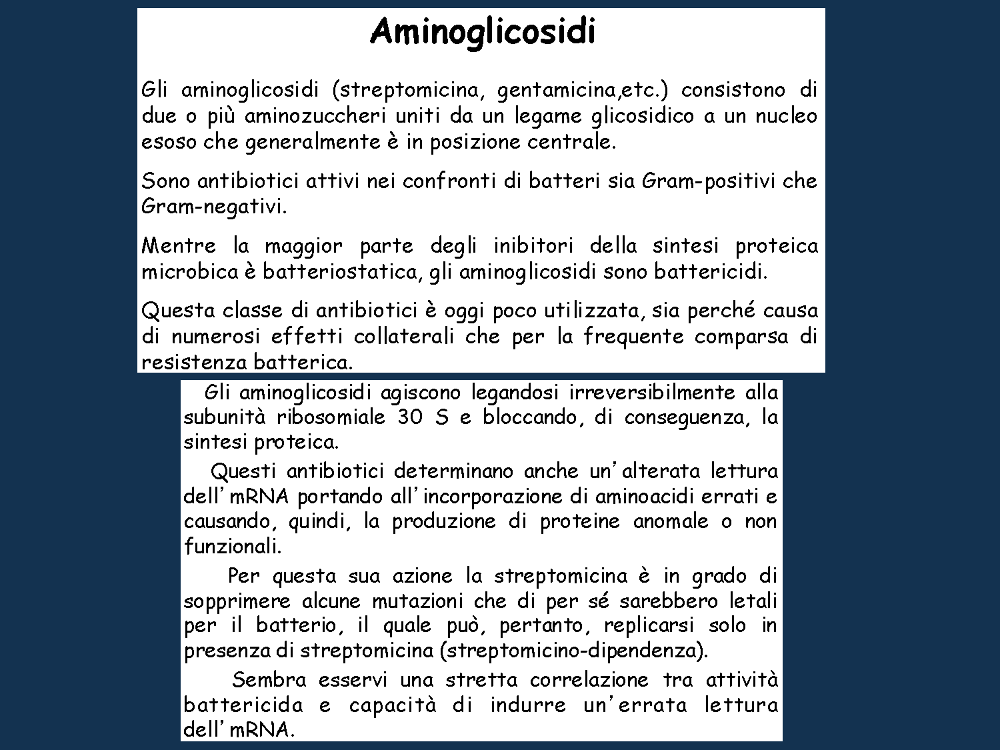 Aminoglicosidi
Gli aminoglicosidi (streptomicina, gentamicina,etc.) consistono di
due o più aminozuccheri uniti da un legame glicosidico a un nucleo
esoso che generalmente è in posizione centrale.
Sono antibiotici attivi nei confronti di batteri sia Gram-positivi che
Gram-negativi.
Mentre la maggior parte degli inibitori della sintesi proteica
microbica è batteriostatica, gli aminoglicosidi sono battericidi.
Questa classe di antibiotici è oggi poco utilizzata, sia perché causa
di numerosi effetti collaterali che per la frequente comparsa di
resistenza batterica.
Gli aminoglicosidi agiscono legandosi irreversibilmente alla
subunità ribosomiale 30 S e bloccando, di conseguenza, la
sintesi proteica.
Questi antibiotici determinano anche un’alterata lettura
dell’mRNA portando all’incorporazione di aminoacidi errati e
causando, quindi, la produzione di proteine anomale o non
funzionali.
Per questa sua azione la streptomicina è in grado di
sopprimere alcune mutazioni che di per sé sarebbero letali
per il batterio, il quale può, pertanto, replicarsi solo in
presenza di streptomicina (streptomicino-dipendenza).
Sembra esservi una stretta correlazione tra attività
battericida e capacità di indurre un’errata lettura
dell’mRNA.